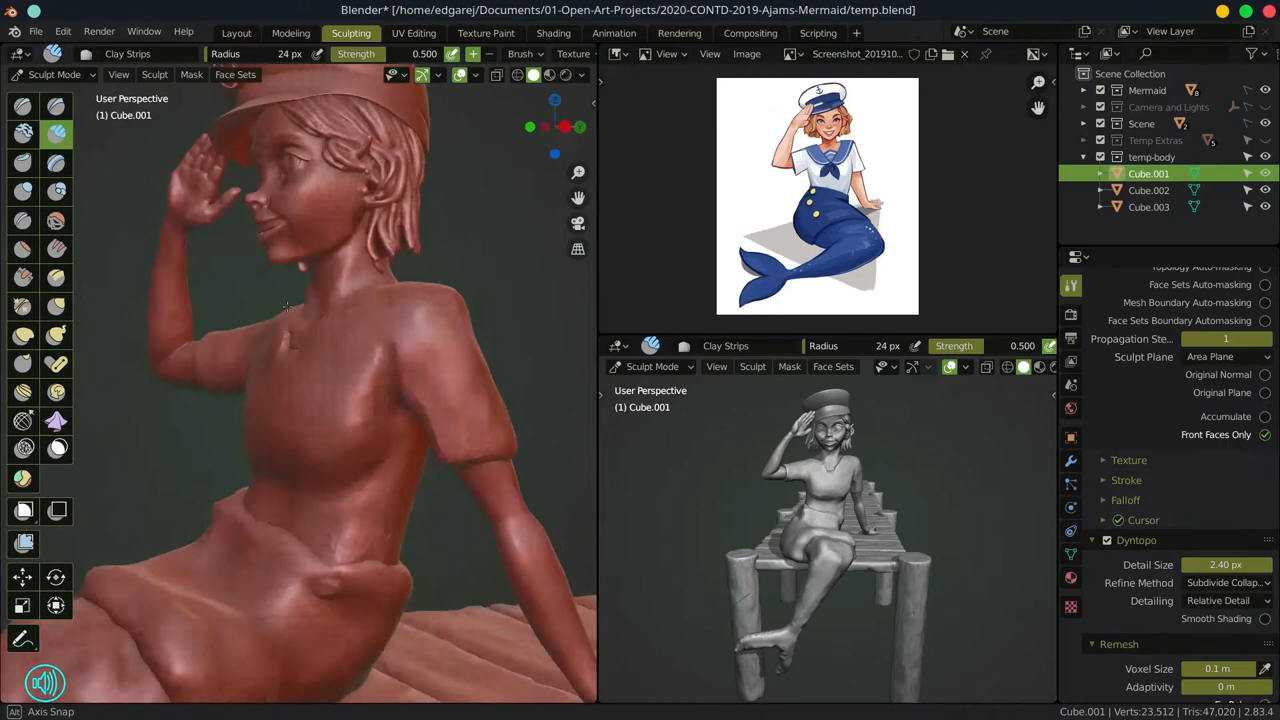 Blender* [/home/edgarej/Documents/01-Open-Art-Projects/2020-CONTD-2019-Ajams-Mermaid/temp.blend]
File Edit Render Window Help Layout Modeling Sculpting UV Editing Texture Paint Shading Animation Rendering Compositing Scripting + Scene View Layer
Clay Strips Radius 24 px Strength 0.500 + − Brush Texture
Sculpt Mode View Sculpt Mask Face Sets
User Perspective
(1) Cube.001
View View Image Screenshot_201910...
Scene Collection
Mermaid 8
Camera and Lights
Scene 2
Temp Extras 5
temp-body
Cube.001
Cube.002
Cube.003
Clay Strips Radius 24 px Strength 0.500
Sculpt Mode View Sculpt Mask Face Sets
User Perspective
(1) Cube.001
Topology Auto-masking
Face Sets Auto-masking
Mesh Boundary Automasking
Face Sets Boundary Automasking
Propagation Ste... 1
Sculpt Plane Area Plane
Original Normal
Original Plane
Accumulate
Front Faces Only
Texture
Stroke
Falloff
Cursor
Dyntopo
Detail Size 2.40 px
Refine Method Subdivide Collap...
Detailing Relative Detail
Smooth Shading
Remesh
Voxel Size 0.1 m
Adaptivity 0 m
Alt Axis Snap
Cube.001 | Verts:23,512 | Tris:47,020 | 2.83.4